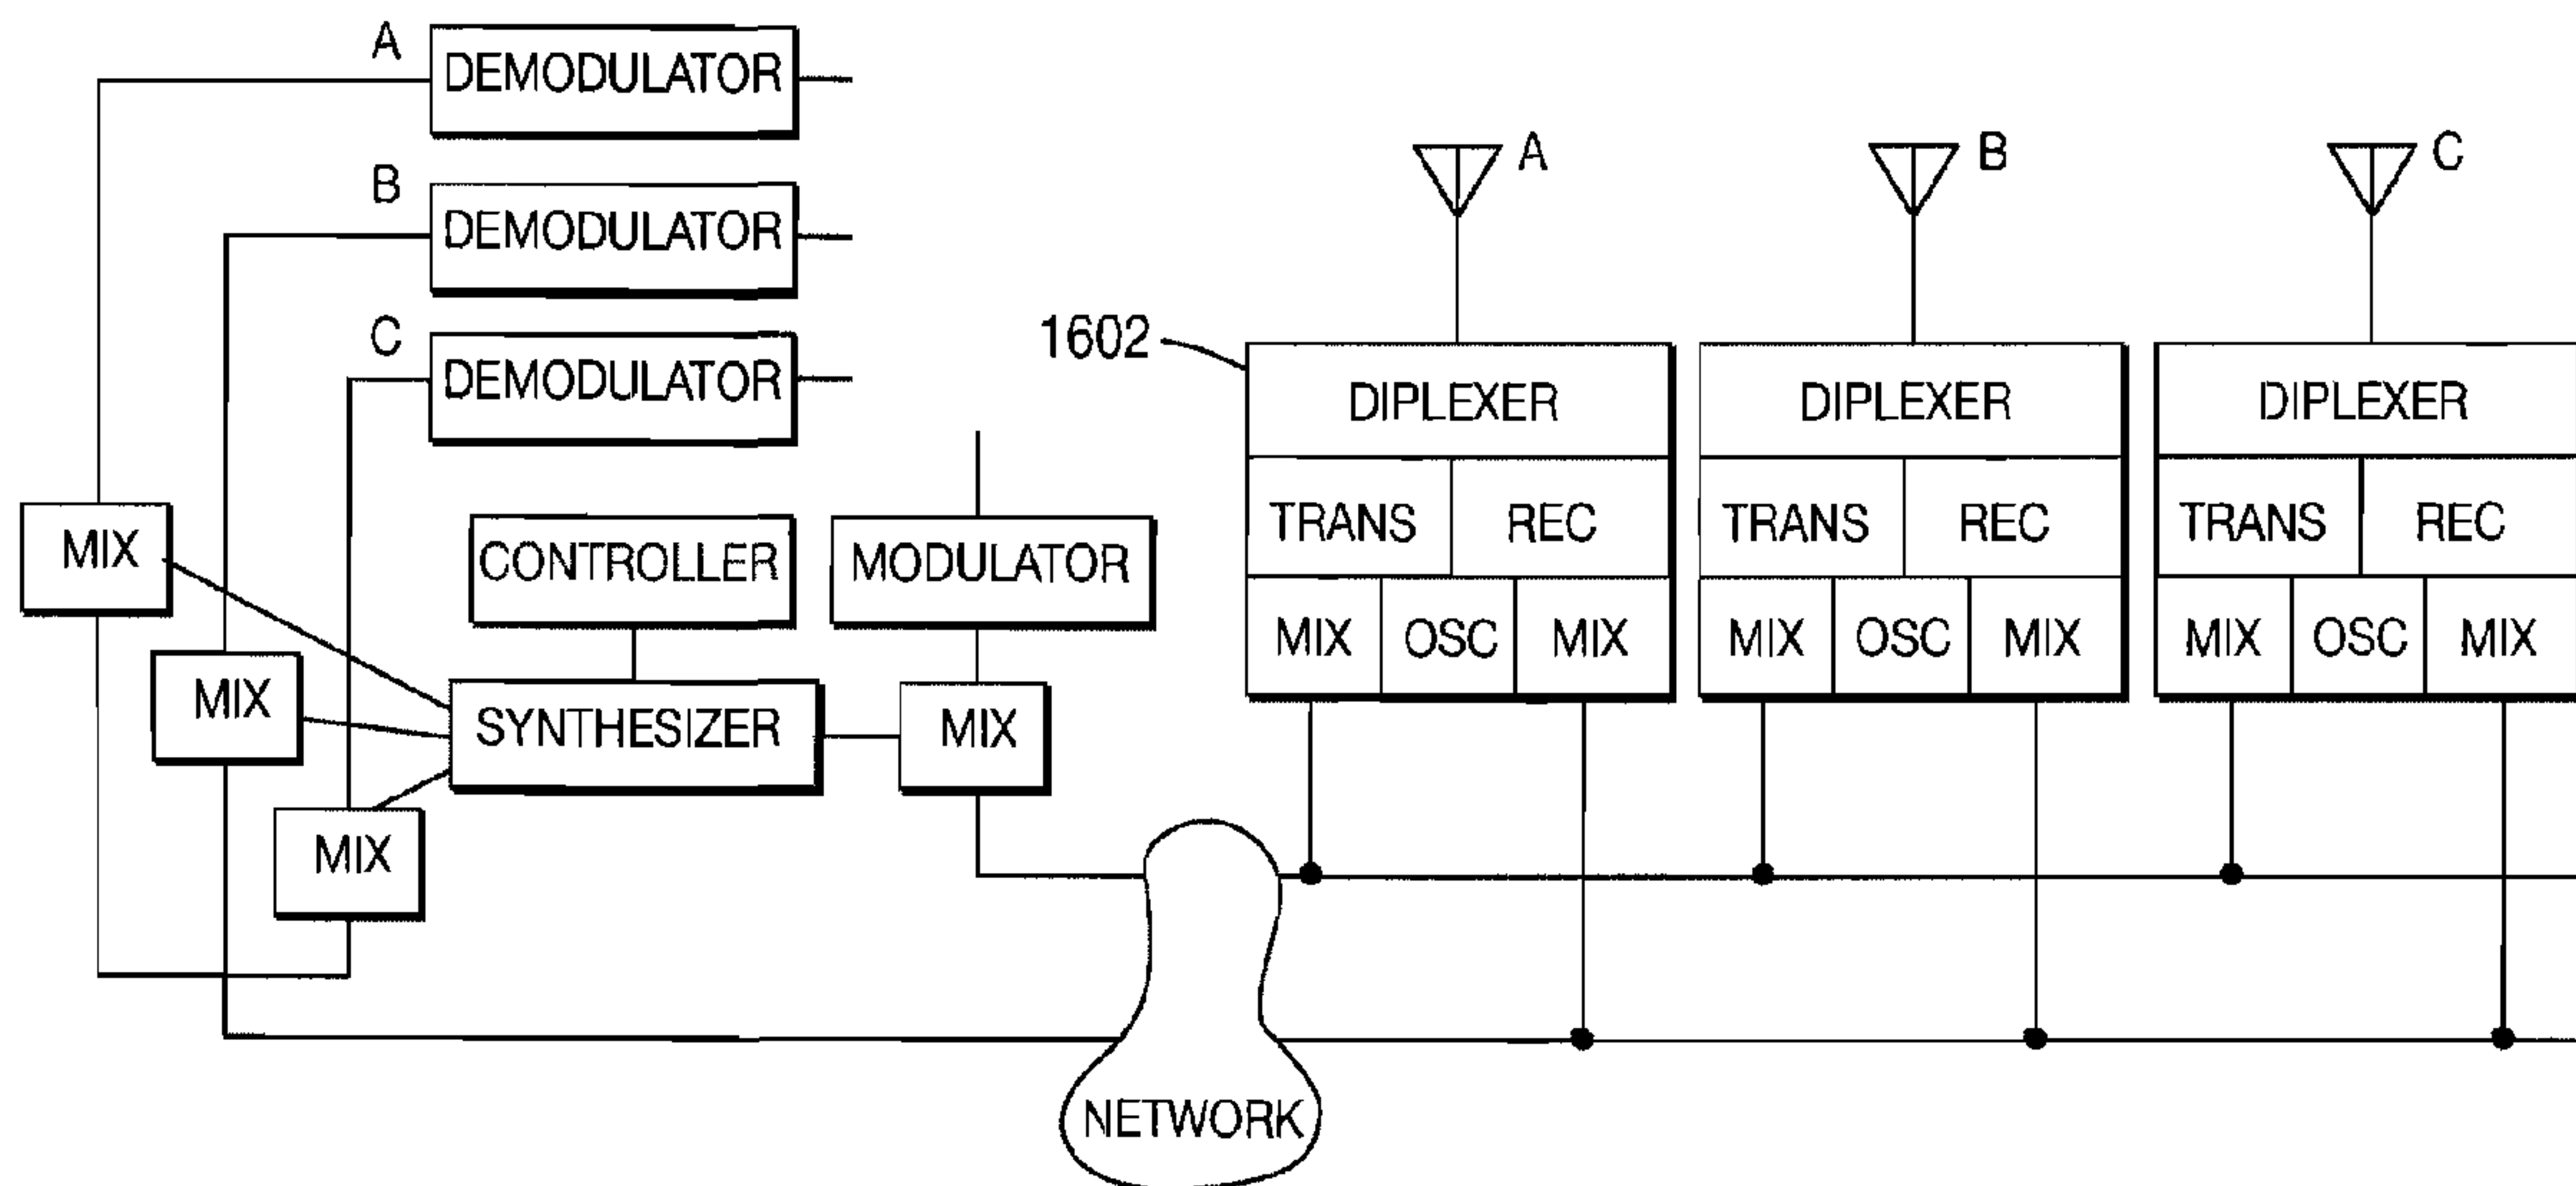 A
DEMODULATOR
B
DEMODULATOR
C
DEMODULATOR
MIX
CONTROLLER
MODULATOR
MIX
SYNTHESIZER
MIX
MIX
A
B
C
1602
DIPLEXER
DIPLEXER
DIPLEXER
TRANS REC
TRANS REC
TRANS REC
MIX OSC MIX
MIX OSC MIX
MIX OSC MIX
NETWORK